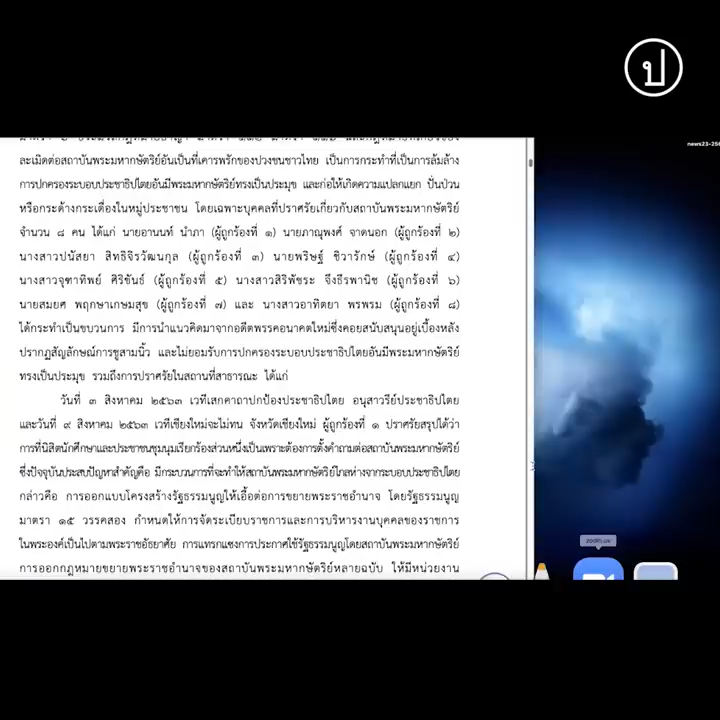 ป
news23-256
ละเมิดต่อสถาบันพระมหากษัตริย์อันเป็นที่เคารพรักของปวงชนชาวไทย เป็นการกระทำที่เป็นการล้มล้าง
การปกครองระบอบประชาธิปไตยอันมีพระมหากษัตริย์ทรงเป็นประมุข และก่อให้เกิดความแปลกแยก ปั่นป่วน
หรือกระด้างกระเดื่องในหมู่ประชาชน โดยเฉพาะบุคคลที่ปราศรัยเกี่ยวกับสถาบันพระมหากษัตริย์
จำนวน ๘ คน ได้แก่ นายอานนท์ นำภา (ผู้ถูกร้องที่ ๑) นายภาณุพงศ์ จาดนอก (ผู้ถูกร้องที่ ๒)
นางสาวปนัสยา สิทธิจิรวัฒนกุล (ผู้ถูกร้องที่ ๓) นายพริษฐ์ ชิวารักษ์ (ผู้ถูกร้องที่ ๔)
นางสาวจุฑาทิพย์ ศิริขันธ์ (ผู้ถูกร้องที่ ๕) นางสาวสิริพัชระ จึงธีรพานิช (ผู้ถูกร้องที่ ๖)
นายสมยศ พฤกษาเกษมสุข (ผู้ถูกร้องที่ ๗) และ นางสาวอาทิตยา พรพรม (ผู้ถูกร้องที่ ๘)
ได้กระทำเป็นขบวนการ มีการนำแนวคิดมาจากอดีตพรรคอนาคตใหม่ซึ่งคอยสนับสนุนอยู่เบื้องหลัง
ปรากฏสัญลักษณ์การชูสามนิ้ว และไม่ยอมรับการปกครองระบอบประชาธิปไตยอันมีพระมหากษัตริย์
ทรงเป็นประมุข รวมถึงการปราศรัยในสถานที่สาธารณะ ได้แก่
วันที่ ๓ สิงหาคม ๒๕๖๓ เวทีเสกคาถาปกป้องประชาธิปไตย อนุสาวรีย์ประชาธิปไตย
และวันที่ ๙ สิงหาคม ๒๕๖๓ เวทีเชียงใหม่จะไม่ทน จังหวัดเชียงใหม่ ผู้ถูกร้องที่ ๑ ปราศรัยสรุปได้ว่า
การที่นิสิตนักศึกษาและประชาชนชุมนุมเรียกร้องส่วนหนึ่งเป็นเพราะต้องการตั้งคำถามต่อสถาบันพระมหากษัตริย์
ซึ่งปัจจุบันประสบปัญหาสำคัญคือ มีกระบวนการที่จะทำให้สถาบันพระมหากษัตริย์ไกลห่างจากระบอบประชาธิปไตย
กล่าวคือ การออกแบบโครงสร้างรัฐธรรมนูญให้เอื้อต่อการขยายพระราชอำนาจ โดยรัฐธรรมนูญ
มาตรา ๑๕ วรรคสอง กำหนดให้การจัดระเบียบราชการและการบริหารงานบุคคลของราชการ
ในพระองค์เป็นไปตามพระราชอัธยาศัย การแทรกแซงการประกาศใช้รัฐธรรมนูญโดยสถาบันพระมหากษัตริย์
การออกกฎหมายขยายพระราชอำนาจของสถาบันพระมหากษัตริย์หลายฉบับ ให้มีหน่วยงาน
zoom.us